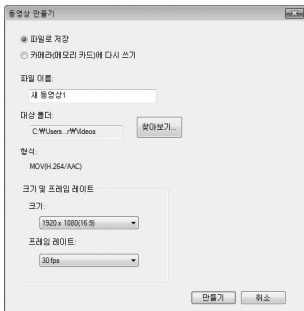 동영상 만들기
파일로 저장
카메라(메모리 카드)에 다시 쓰기
파일 이름:
새 동영상1
대상 폴더:
C:₩Users...r₩Videos
찾아보기...
형식:
MOV(H.264/AAC)
크기 및 프레임 레이트
크기:
1920 x 1080(16:9)
프레임 레이트:
30 fps
만들기
취소